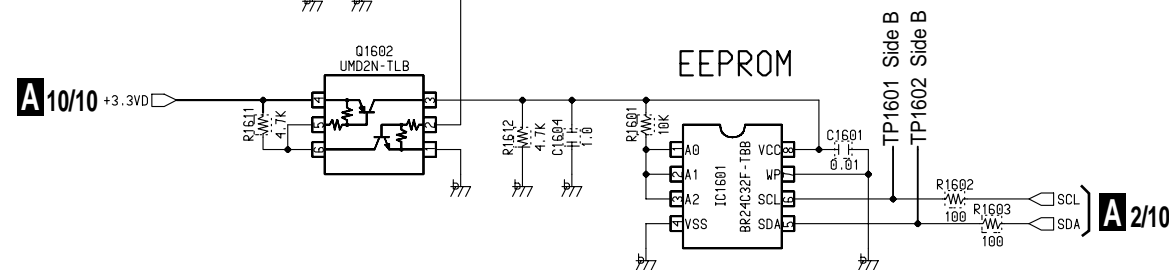 Q1602
UMD2N-TLB
EEPROM
TP1601 Side B
TP1602 Side B
A 10/10 +3.3VD
4
3
5
2
6
1
R1611
4.7K
R1612
4.7K
C1604
1.0
R1601
10K
1 A0
2 A1
3 A2
4 VSS
IC1601
BR24C32F-TBB
VCC 8
WP 7
SCL 6
SDA 5
C1601
0.01
R1602
100
SCL
R1603
100
SDA
A 2/10
b
b
b
b
b
b
b
b